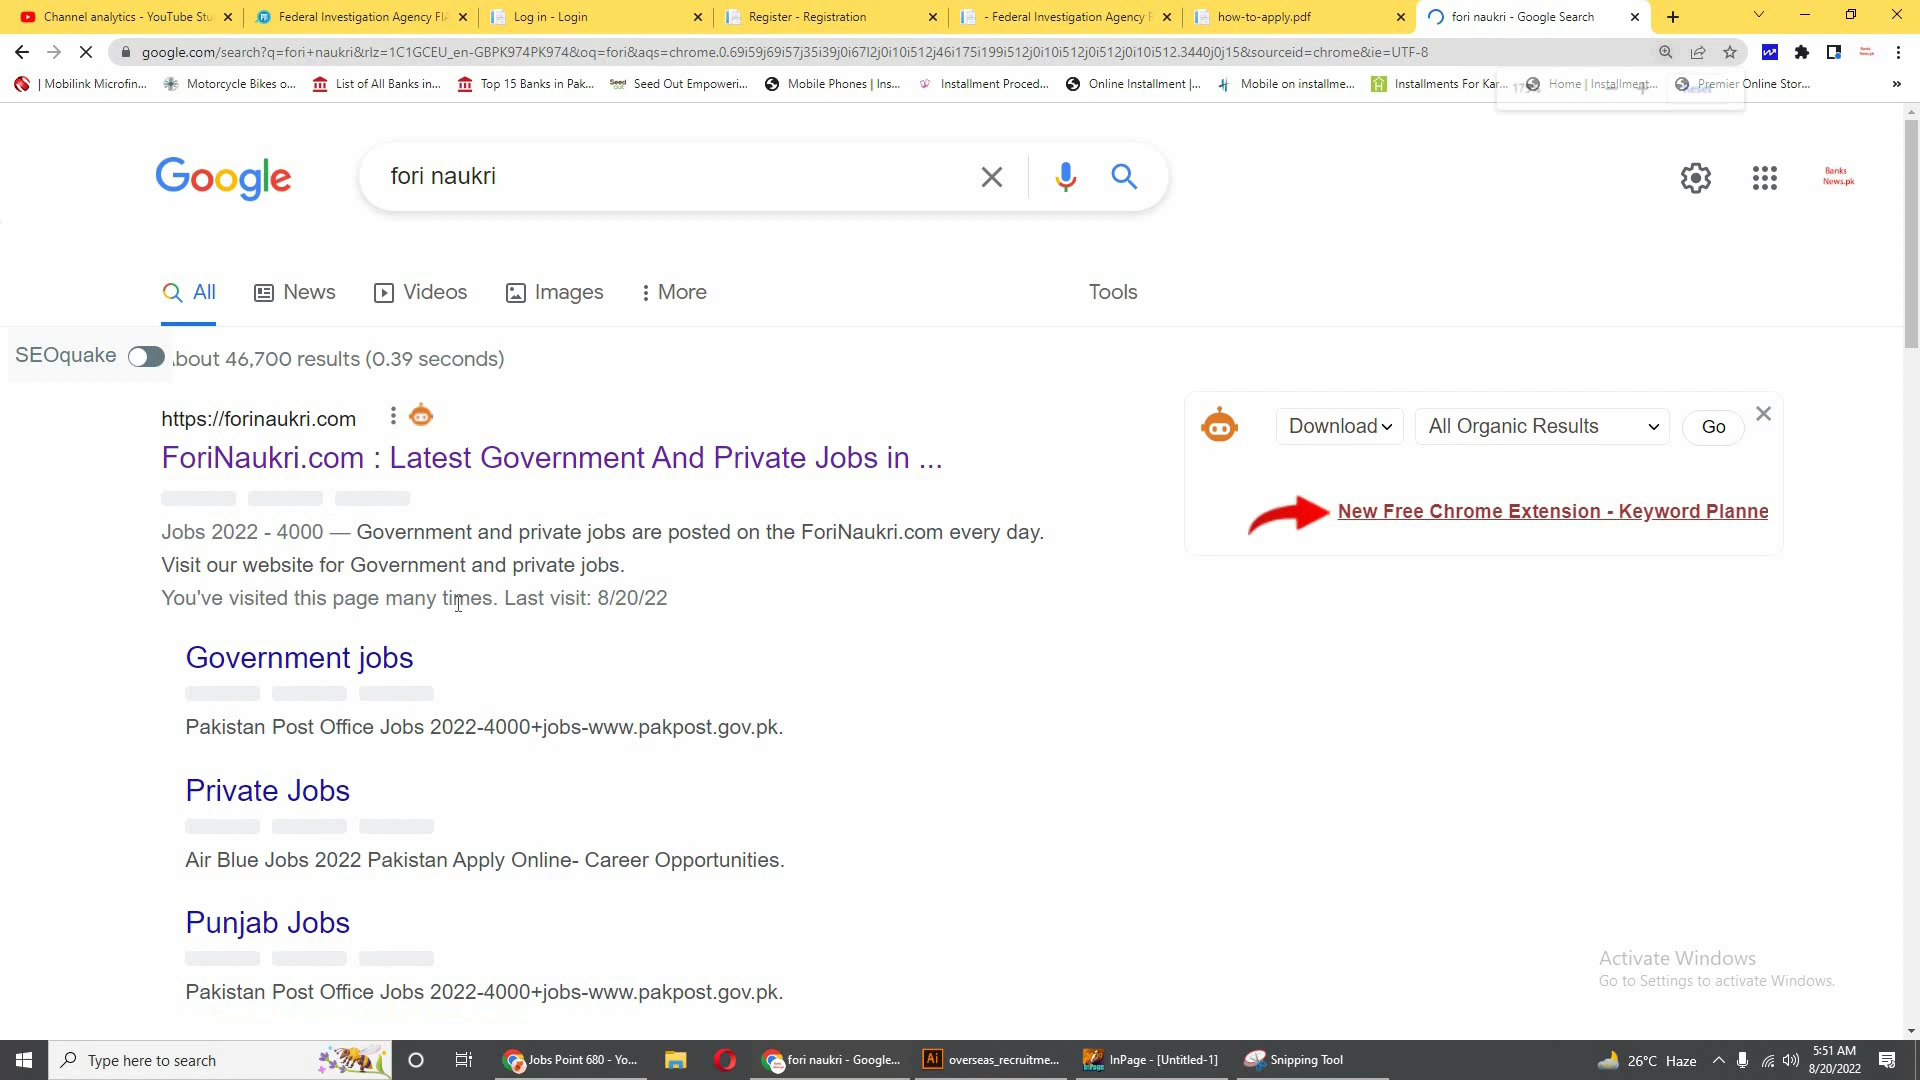 Channel analytics - YouTube Stu
Federal Investigation Agency FIA
Log in - Login
Register - Registration
- Federal Investigation Agency F
how-to-apply.pdf
fori naukri - Google Search
google.com/search?q=fori+naukri&rlz=1C1GCEU_en-GBPK974PK974&oq=fori&aqs=chrome.0.69i59j69i57j35i39j0i67l2j0i10i512j46i175i199i512j0i10i512j0i512j0i10i512.3440j0j15&sourceid=chrome&ie=UTF-8
| Mobilink Microfin...
Motorcycle Bikes o...
List of All Banks in...
Top 15 Banks in Pak...
Seed Out Empoweri...
Mobile Phones | Ins...
Installment Proced...
Online Installment |...
Mobile on installme...
Installments For Kar...
Home | Installment...
Premier Online Stor...
»
Google
fori naukri
Banks
News.pk
All
News
Videos
Images
More
Tools
SEOquake
bout 46,700 results (0.39 seconds)
https://forinaukri.com
ForiNaukri.com : Latest Government And Private Jobs in ...
Jobs 2022 - 4000 — Government and private jobs are posted on the ForiNaukri.com every day.
Visit our website for Government and private jobs.
You've visited this page many times. Last visit: 8/20/22
Download
All Organic Results
Go
New Free Chrome Extension - Keyword Planne
Government jobs
Pakistan Post Office Jobs 2022-4000+jobs-www.pakpost.gov.pk.
Private Jobs
Air Blue Jobs 2022 Pakistan Apply Online- Career Opportunities.
Punjab Jobs
Pakistan Post Office Jobs 2022-4000+jobs-www.pakpost.gov.pk.
Activate Windows
Go to Settings to activate Windows.
Type here to search
Jobs Point 680 - Yo...
fori naukri - Google...
Ai
overseas_recruitme...
InPage - [Untitled-1]
Snipping Tool
26°C Haze
5:51 AM
8/20/2022